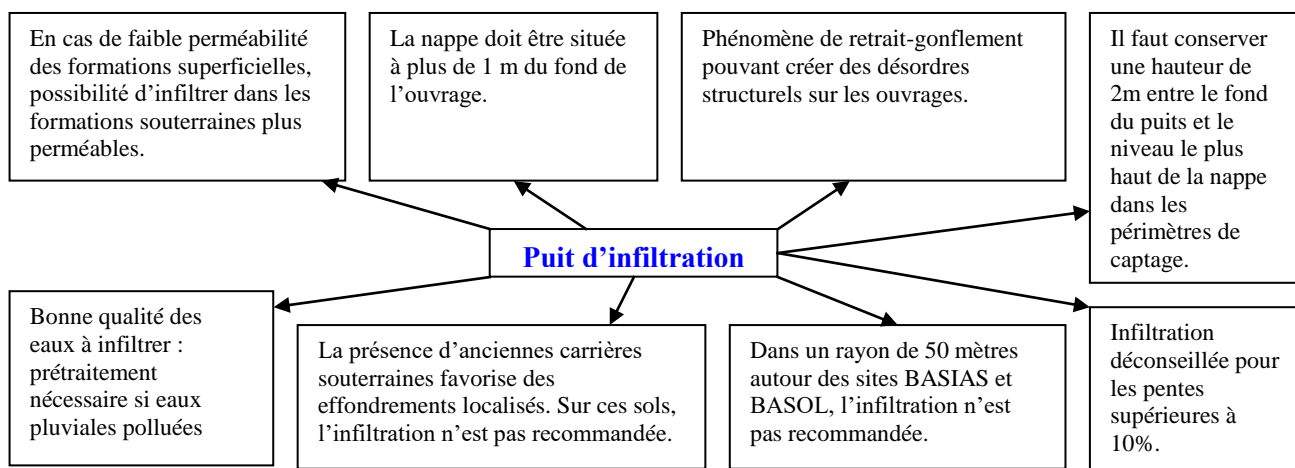 En cas de faible perméabilité
des formations superficielles,
possibilité d’infiltrer dans les
formations souterraines plus
perméables.
La nappe doit être située
à plus de 1 m du fond de
l’ouvrage.
Phénomène de retrait-gonflement
pouvant créer des désordres
structurels sur les ouvrages.
Il faut conserver
une hauteur de
2m entre le fond
du puits et le
niveau le plus
haut de la nappe
dans les
périmètres de
captage.
Puit d’infiltration
Bonne qualité des
eaux à infiltrer :
prétraitement
nécessaire si eaux
pluviales polluées
La présence d’anciennes carrières
souterraines favorise des
effondrements localisés. Sur ces sols,
l’infiltration n’est pas recommandée.
Dans un rayon de 50 mètres
autour des sites BASIAS et
BASOL, l’infiltration n’est
pas recommandée.
Infiltration
déconseillée pour
les pentes
supérieures à
10%.